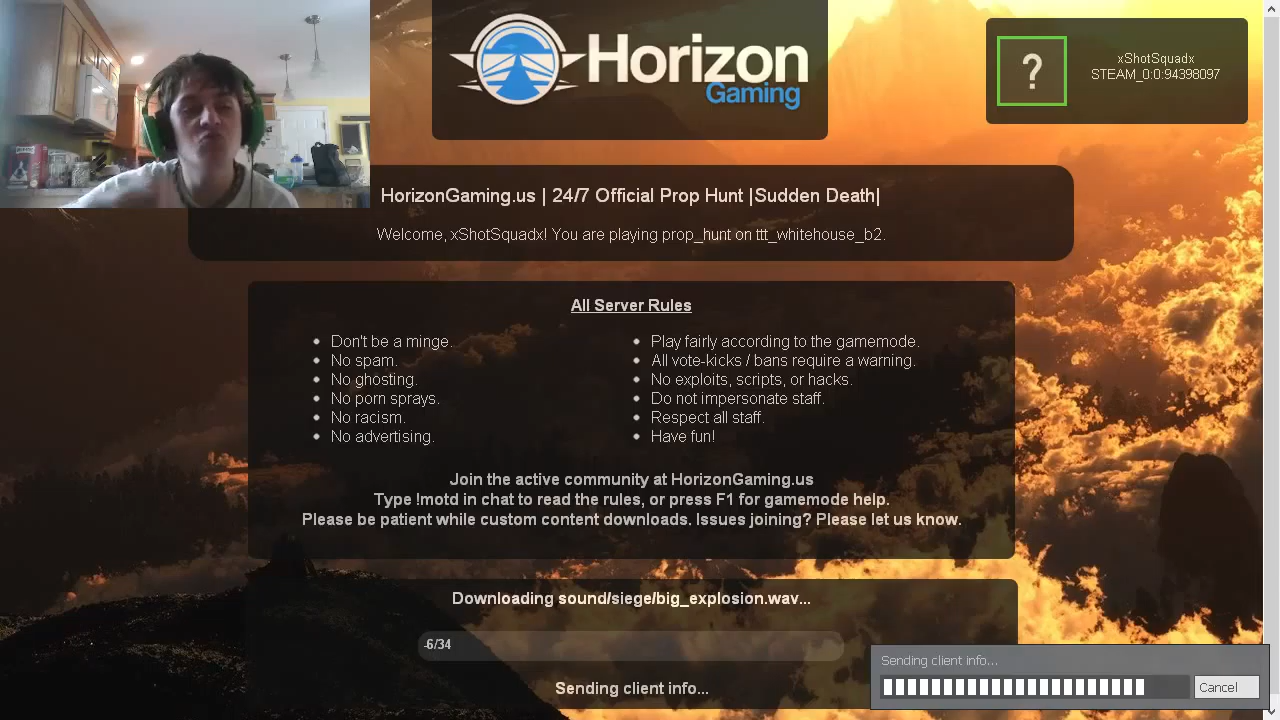 Horizon
Gaming
?
xShotSquadx
STEAM_0:0:94398097
HorizonGaming.us | 24/7 Official Prop Hunt |Sudden Death|
Welcome, xShotSquadx! You are playing prop_hunt on ttt_whitehouse_b2.
All Server Rules
Don't be a minge.
No spam.
No ghosting.
No porn sprays.
No racism.
No advertising.
Play fairly according to the gamemode.
All vote-kicks / bans require a warning.
No exploits, scripts, or hacks.
Do not impersonate staff.
Respect all staff.
Have fun!
Join the active community at HorizonGaming.us
Type !motd in chat to read the rules, or press F1 for gamemode help.
Please be patient while custom content downloads. Issues joining? Please let us know.
Downloading sound/siege/big_explosion.wav...
-6/34
Sending client info...
Sending client info...
Cancel